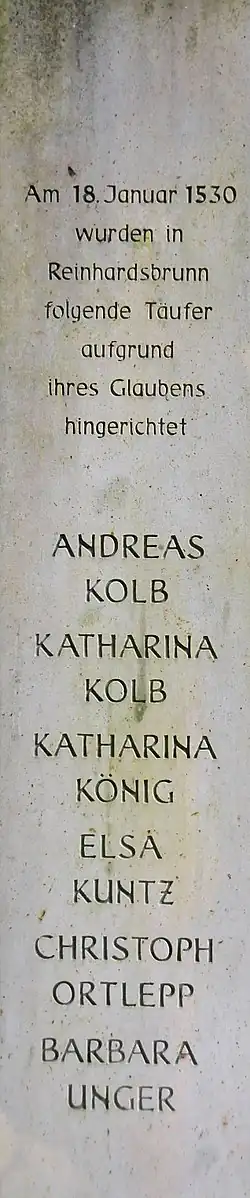 Am 18. Januar 1530
wurden in
Reinhardsbrunn
folgende Täufer
aufgrund
ihres Glaubens
hingerichtet
ANDREAS
KOLB
KATHARINA
KOLB
KATHARINA
KÖNIG
ELSA
KUNTZ
CHRISTOPH
ORTLEPP
BARBARA
UNGER